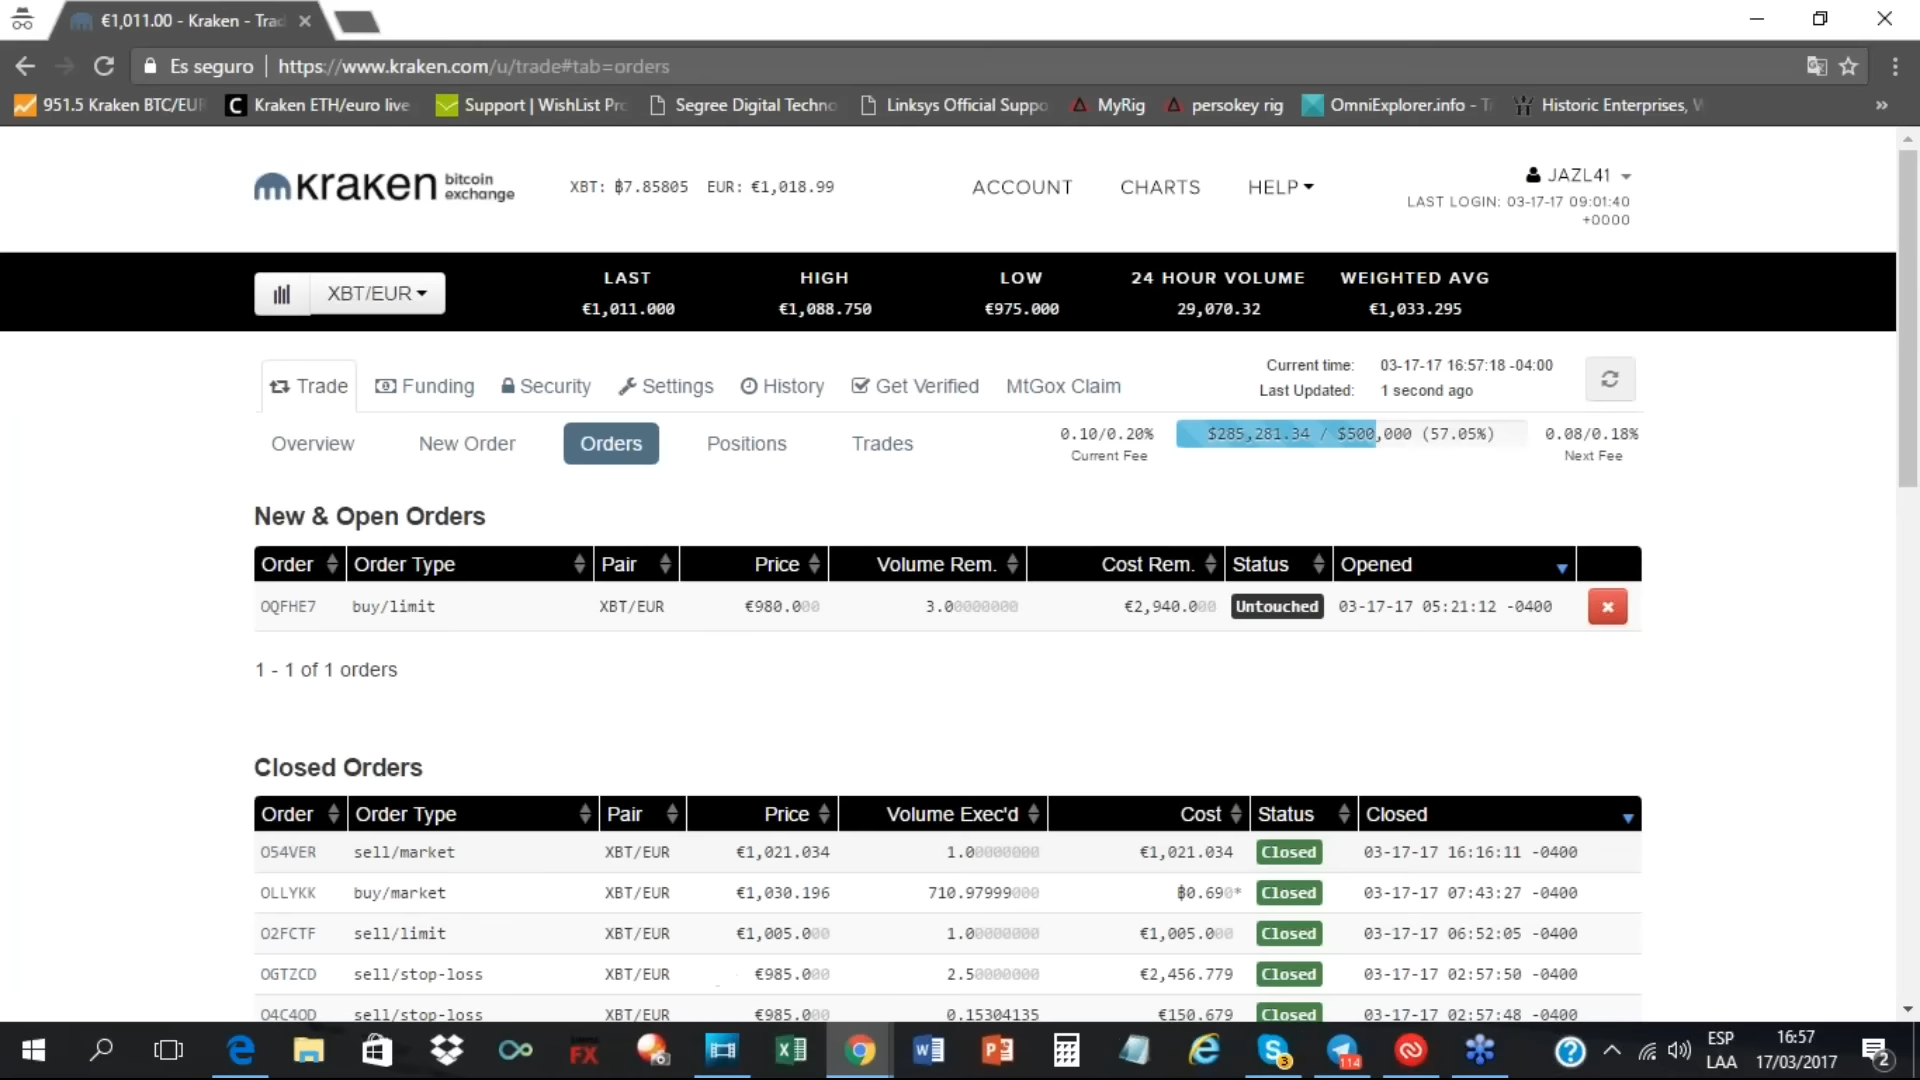 €1,011.00 - Kraken - Trad
Es seguro | https://www.kraken.com/u/trade#tab=orders
951.5 Kraken BTC/EUR Kraken ETH/euro live Support | WishList Pro Segree Digital Techno Linksys Official Suppo MyRig persokey rig OmniExplorer.info - T Historic Enterprises, W »
kraken bitcoin exchange XBT: ฿7.85805 EUR: €1,018.99 ACCOUNT CHARTS HELP JAZL41
LAST LOGIN: 03-17-17 09:01:40
+0000
XBT/EUR
LAST HIGH LOW 24 HOUR VOLUME WEIGHTED AVG
€1,011.000 €1,088.750 €975.000 29,070.32 €1,033.295
Trade Funding Security Settings History Get Verified MtGox Claim
Current time: 03-17-17 16:57:18 -04:00
Last Updated: 1 second ago
Overview New Order Orders Positions Trades
0.10/0.20% $285,281.34 / $500,000 (57.05%) 0.08/0.18%
Current Fee Next Fee
New & Open Orders
Order Order Type Pair Price Volume Rem. Cost Rem. Status Opened
OQFHE7 buy/limit XBT/EUR €980.000 3.00000000 €2,940.000 Untouched 03-17-17 05:21:12 -0400
1 - 1 of 1 orders
Closed Orders
Order Order Type Pair Price Volume Exec'd Cost Status Closed
O54VER sell/market XBT/EUR €1,021.034 1.00000000 €1,021.034 Closed 03-17-17 16:16:11 -0400
OLLYKK buy/market XBT/EUR €1,030.196 710.97999000 ฿0.690* Closed 03-17-17 07:43:27 -0400
O2FCTF sell/limit XBT/EUR €1,005.000 1.00000000 €1,005.000 Closed 03-17-17 06:52:05 -0400
OGTZCD sell/stop-loss XBT/EUR €985.000 2.50000000 €2,456.779 Closed 03-17-17 02:57:50 -0400
O4C4OD sell/stop-loss XBT/EUR €985.000 0.15304135 €150.679 Closed 03-17-17 02:57:48 -0400
FX 3 114
ESP 16:57
LAA 17/03/2017 2